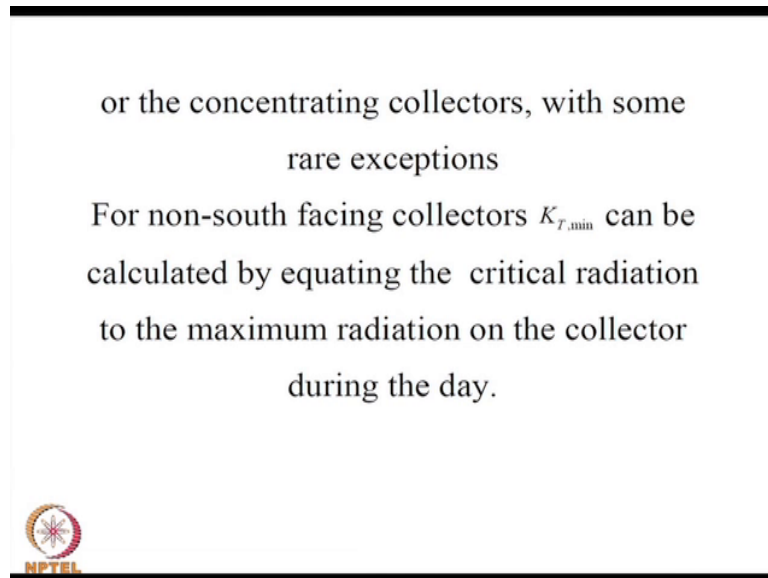 or the concentrating collectors, with some
rare exceptions
For non-south facing collectors K_{T,min} can be
calculated by equating the critical radiation
to the maximum radiation on the collector
during the day.
NPTEL